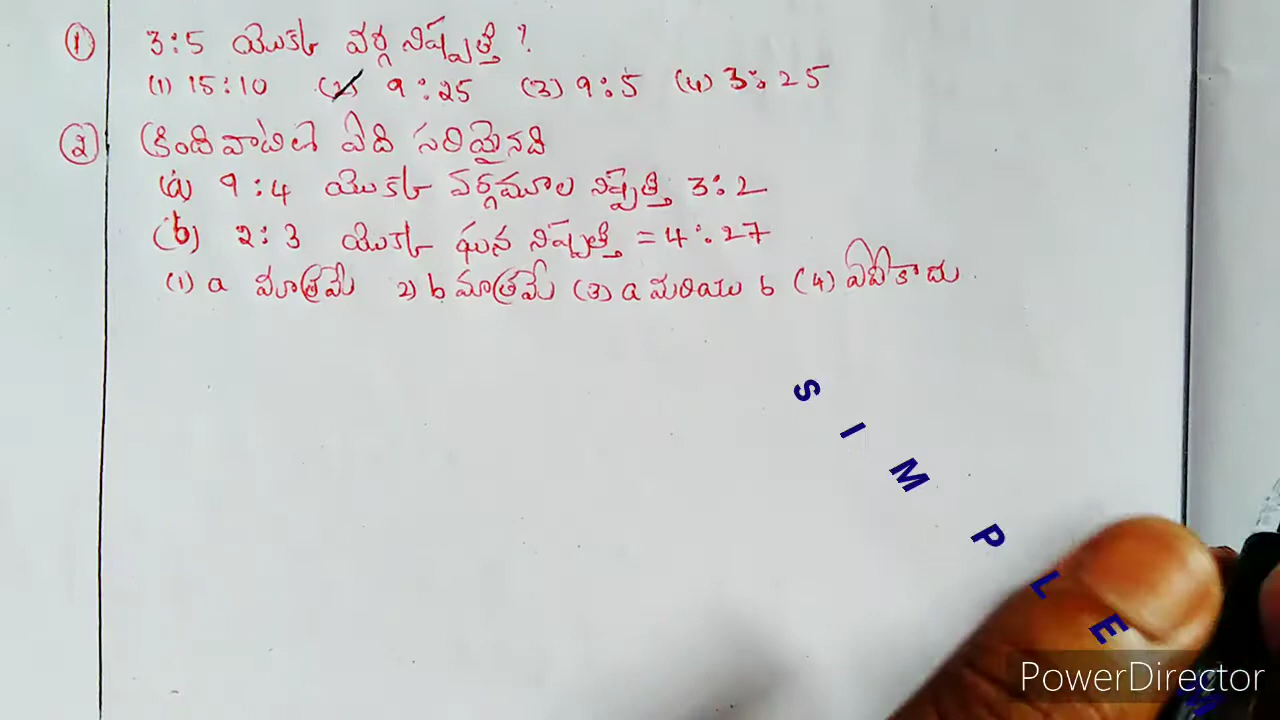 ① 3:5 యొక్క వర్గ నిష్పత్తి ?
(1) 15:10 (2) 9:25 (3) 9:5 (4) 3:25
② క్రిందివాటిలో ఏది సరియైనది
(a) 9:4 యొక్క వర్గమూల నిష్పత్తి 3:2
(b) 2:3 యొక్క ఘన నిష్పత్తి = 4:27
(1) a మాత్రమే 2) b మాత్రమే (3) a మరియు b (4) ఏవీకాదు.
SIMPLE M
PowerDirector